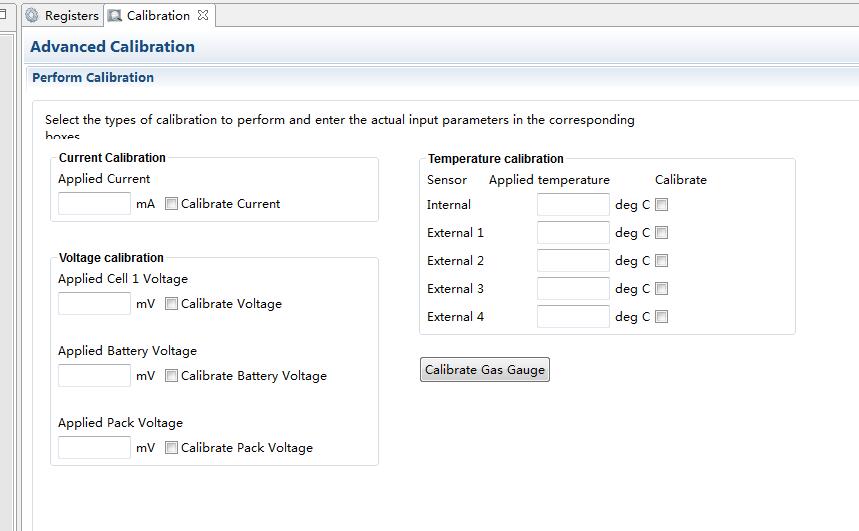 Registers
Calibration
Advanced Calibration
Perform Calibration
Select the types of calibration to perform and enter the actual input parameters in the corresponding
boxes
Current Calibration
Applied Current
mA Calibrate Current
Voltage calibration
Applied Cell 1 Voltage
mV Calibrate Voltage
Applied Battery Voltage
mV Calibrate Battery Voltage
Applied Pack Voltage
mV Calibrate Pack Voltage
Temperature calibration
Sensor Applied temperature Calibrate
Internal deg C
External 1 deg C
External 2 deg C
External 3 deg C
External 4 deg C
Calibrate Gas Gauge